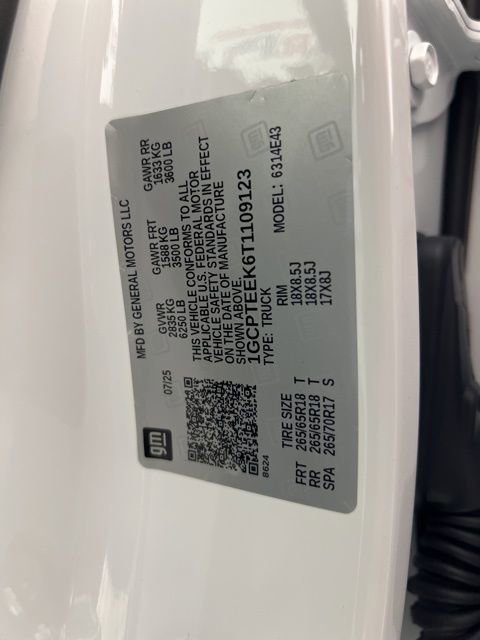 gm
MFD BY GENERAL MOTORS LLC
07/25
GVWR GAWR FRT GAWR RR
2835 KG 1588 KG 1633 KG
6250 LB 3500 LB 3600 LB
THIS VEHICLE CONFORMS TO ALL
APPLICABLE U.S. FEDERAL MOTOR
VEHICLE SAFETY STANDARDS IN EFFECT
ON THE DATE OF MANUFACTURE
SHOWN ABOVE.
1GCPTEEK6T1109123
8624
TYPE: TRUCK MODEL: 6314E43
TIRE SIZE RIM
FRT 265/65R18 T 18X8.5J
RR 265/65R18 T 18X8.5J
SPA 265/70R17 S 17X8J